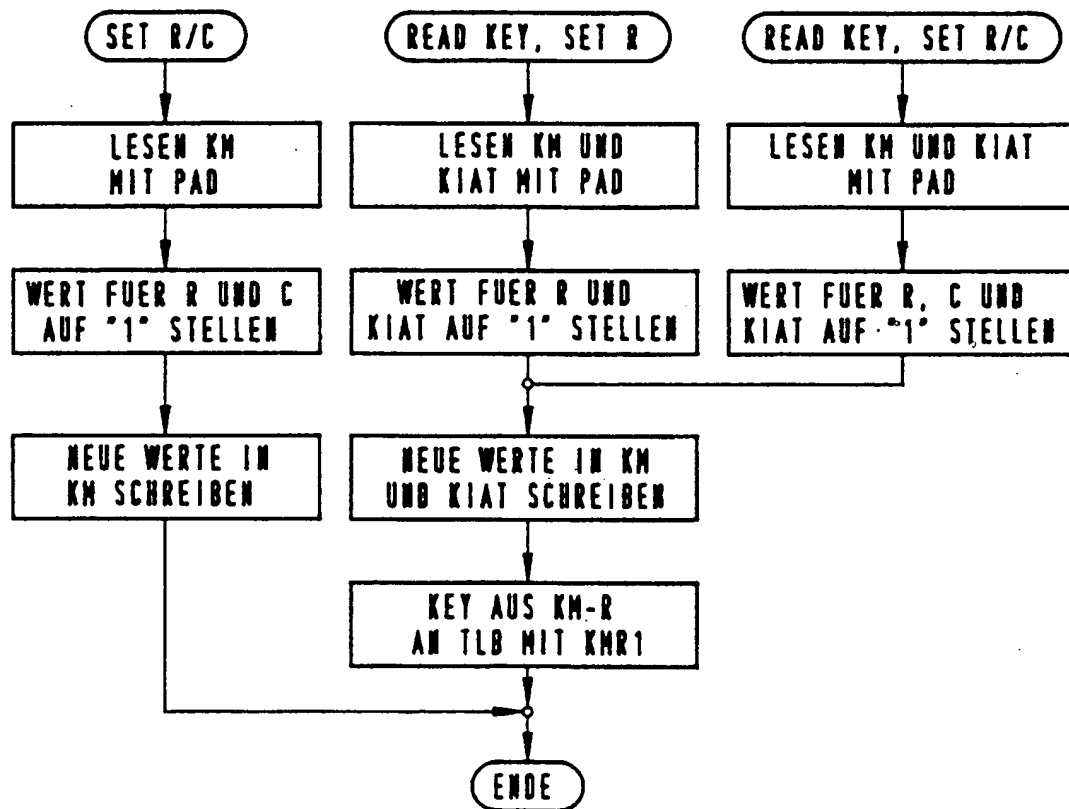 SET R/C
READ KEY, SET R
READ KEY, SET R/C
LESEN KM
MIT PAD
LESEN KM UND
KIAT MIT PAD
LESEN KM UND KIAT
MIT PAD
WERT FUER R UND C
AUF "1" STELLEN
WERT FUER R UND
KIAT AUF "1" STELLEN
WERT FUER R, C UND
KIAT AUF "1" STELLEN
NEUE WERTE IN
KM SCHREIBEN
NEUE WERTE IN KM
UND KIAT SCHREIBEN
KEY AUS KM-R
AN TLB MIT KMR1
ENDE